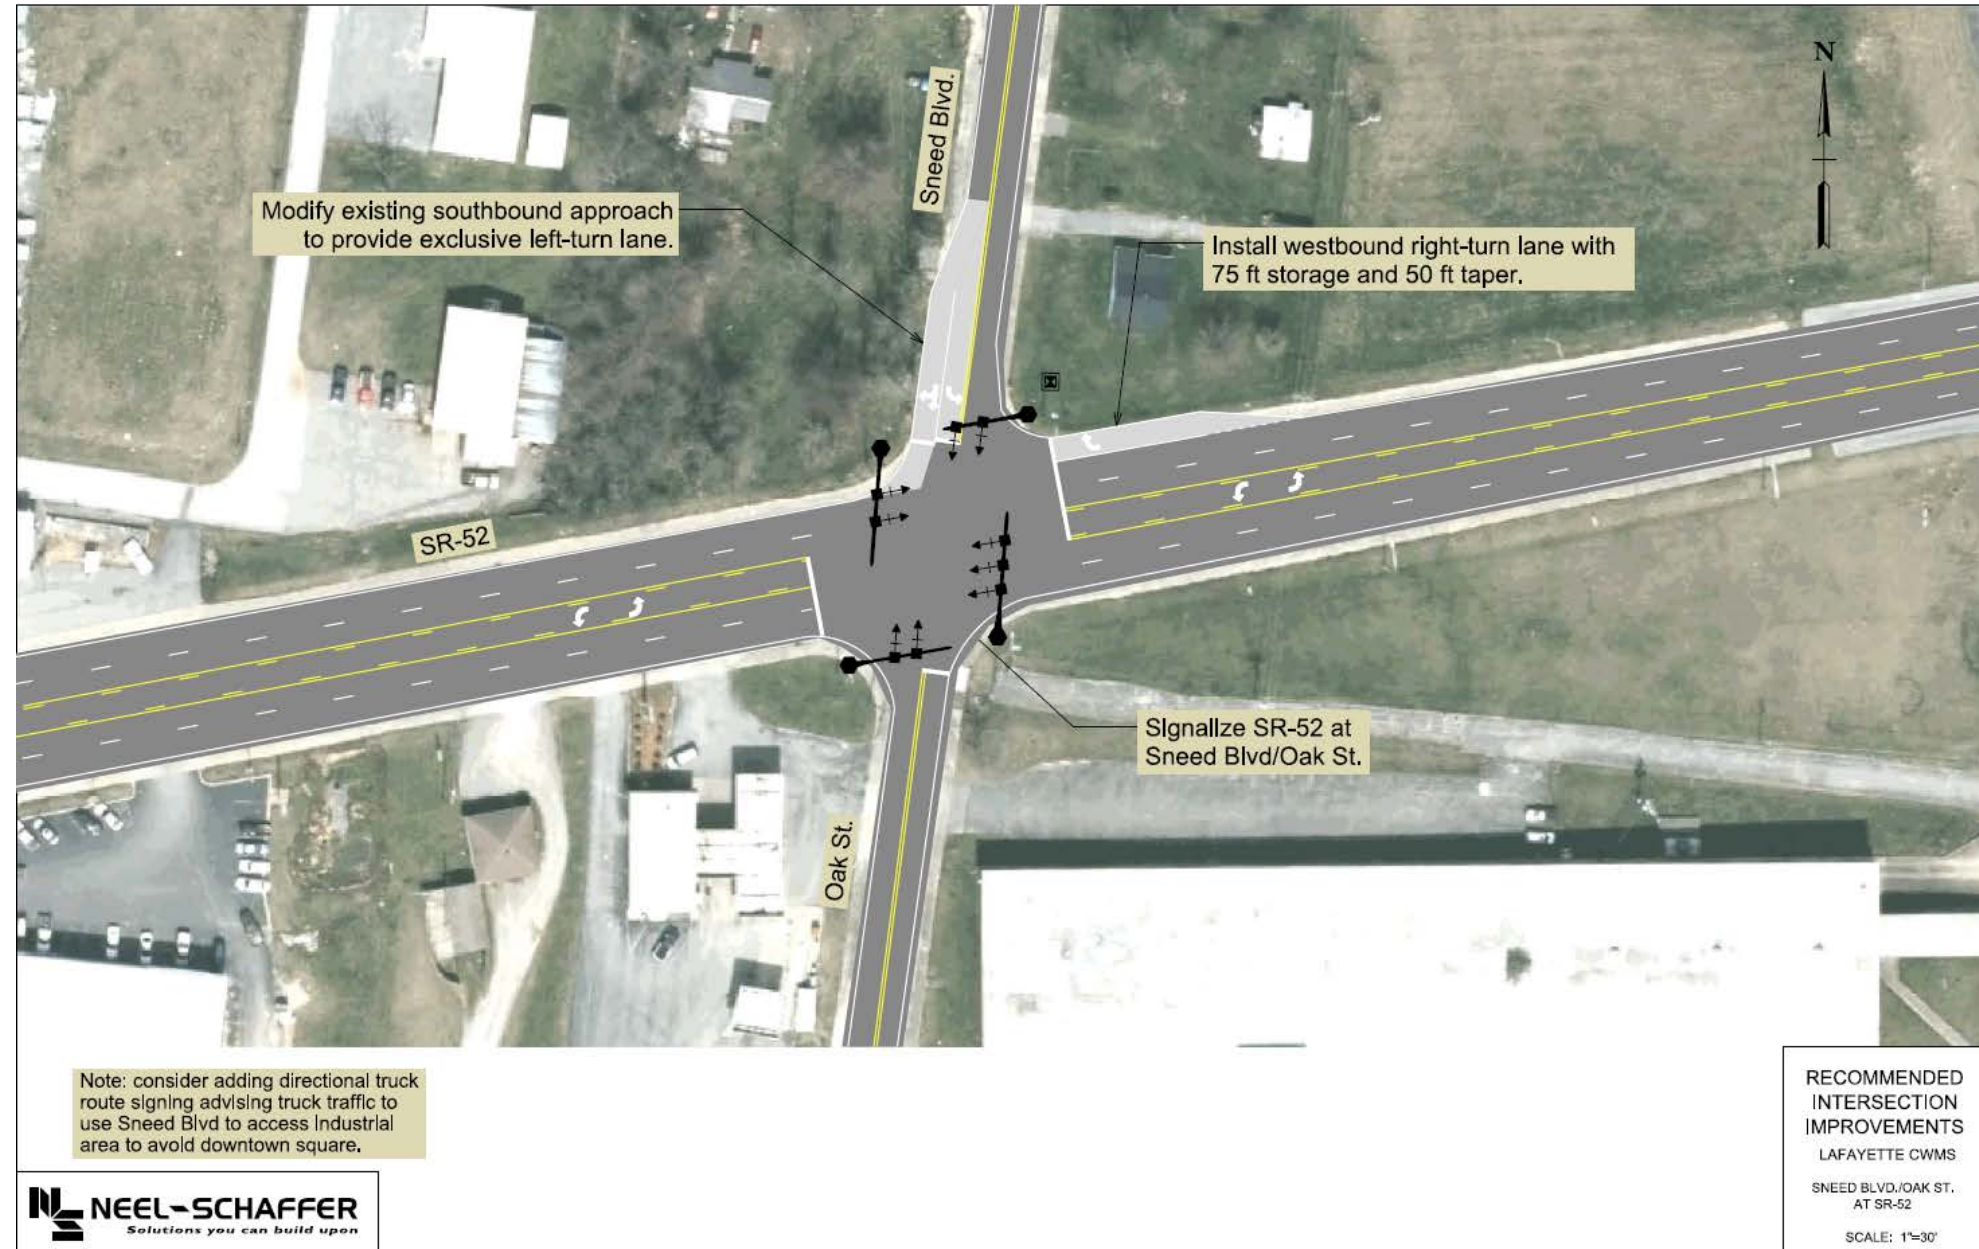 N
Sneed Blvd.
Modify existing southbound approach
to provide exclusive left-turn lane.
Install westbound right-turn lane with
75 ft storage and 50 ft taper.
SR-52
Signalize SR-52 at
Sneed Blvd/Oak St.
Oak St.
Note: consider adding directional truck
route signing advising truck traffic to
use Sneed Blvd to access industrial
area to avoid downtown square.
NEEL-SCHAFFER
Solutions you can build upon
RECOMMENDED
INTERSECTION
IMPROVEMENTS
LAFAYETTE CWMS
SNEED BLVD./OAK ST.
AT SR-52
SCALE: 1"=30'